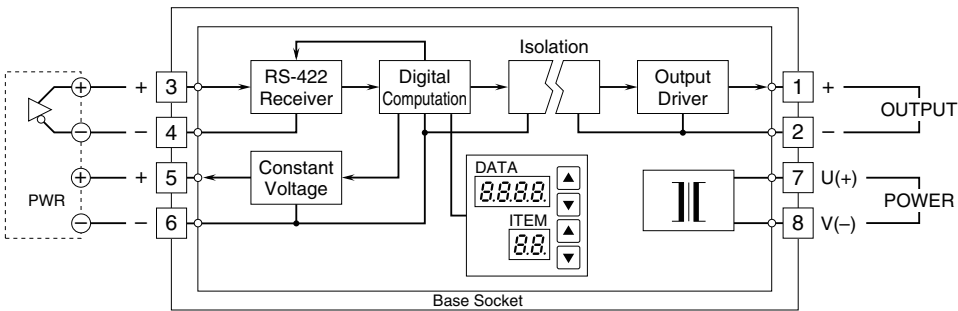 Isolation
+ 3
RS-422
Receiver
Digital
Computation
Output
Driver
1 +
OUTPUT
− 4
2 −
+ 5
Constant
Voltage
DATA
8.8.8.8.
7 U(+)
PWR
POWER
− 6
ITEM
8.8.
8 V(–)
Base Socket